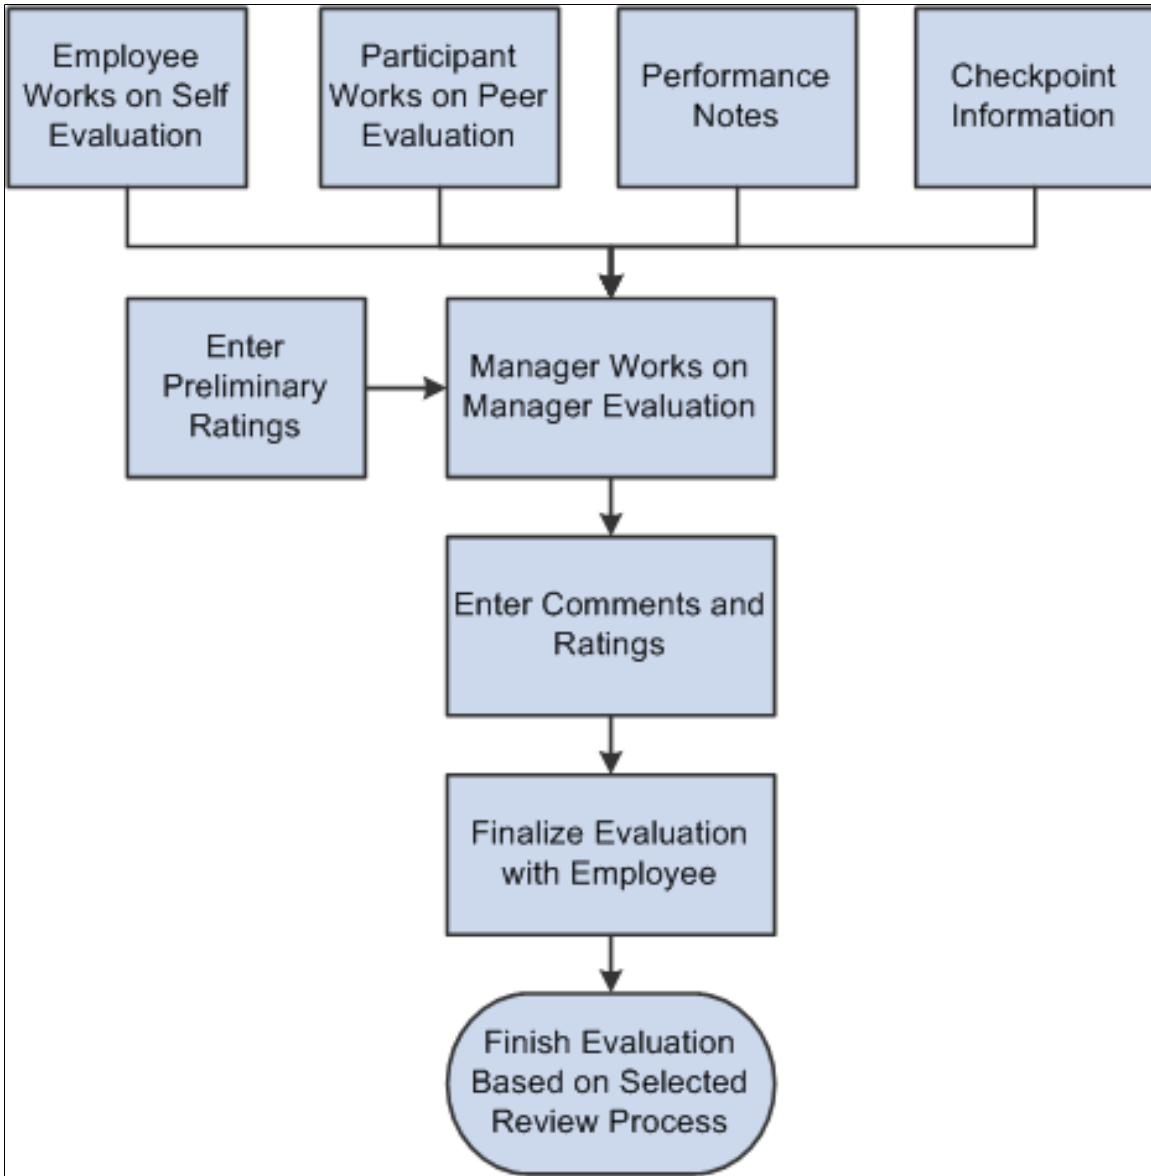 Employee
Works on Self
Evaluation
Participant
Works on Peer
Evaluation
Performance
Notes
Checkpoint
Information
Enter
Preliminary
Ratings
Manager Works on
Manager Evaluation
Enter Comments and
Ratings
Finalize Evaluation
with Employee
Finish Evaluation
Based on Selected
Review Process